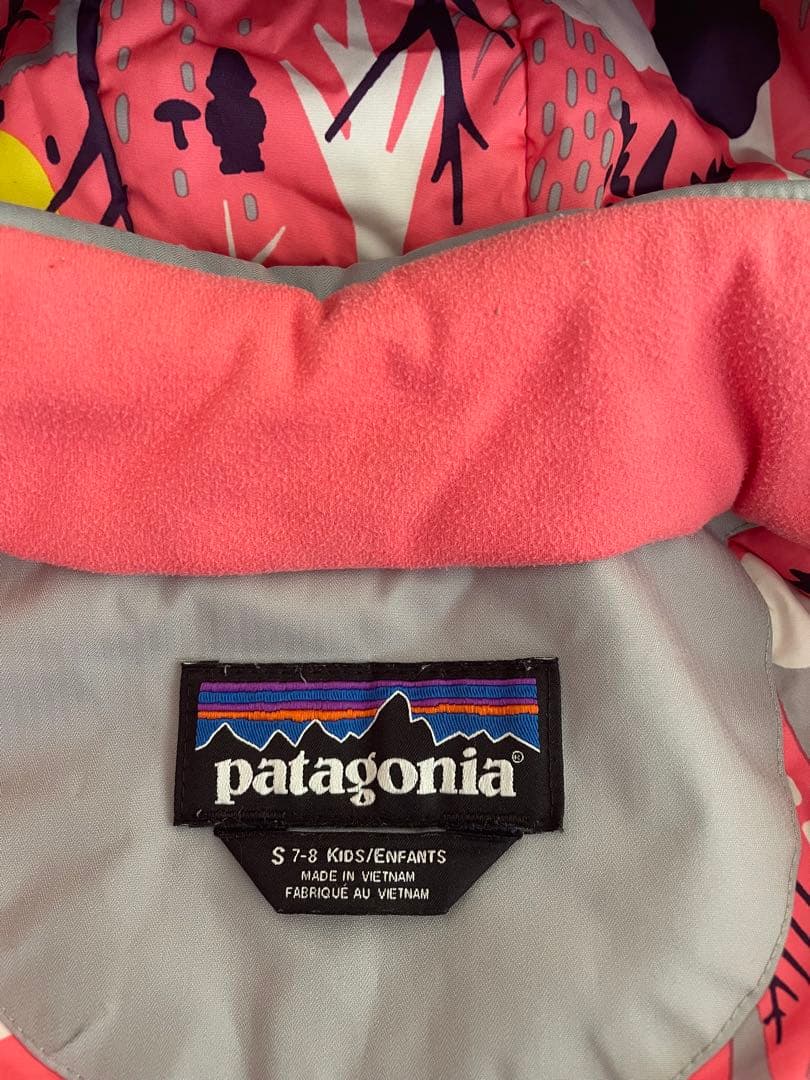 patagonia®
S 7-8 KIDS/ENFANTS
MADE IN VIETNAM
FABRIQUÉ AU VIETNAM